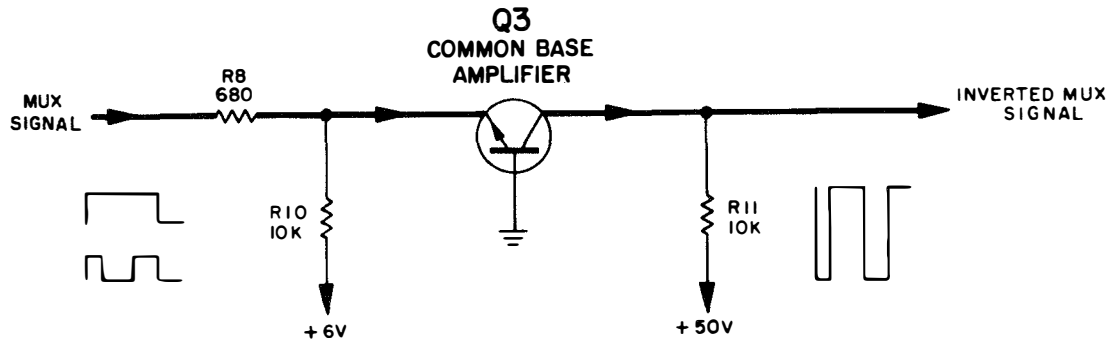 Q3
COMMON BASE
AMPLIFIER
R8
680
MUX
SIGNAL
INVERTED MUX
SIGNAL
R10
10K
R11
10K
+6V
+50V